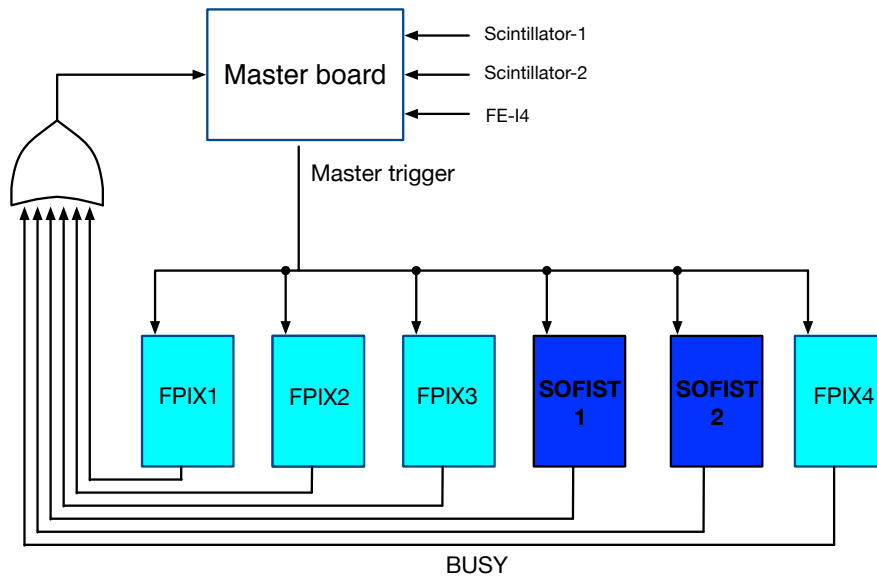 Scintillator-1
Master board
Scintillator-2
FE-I4
Master trigger
FPIX1
FPIX2
FPIX3
SOFIST
1
SOFIST
2
FPIX4
BUSY